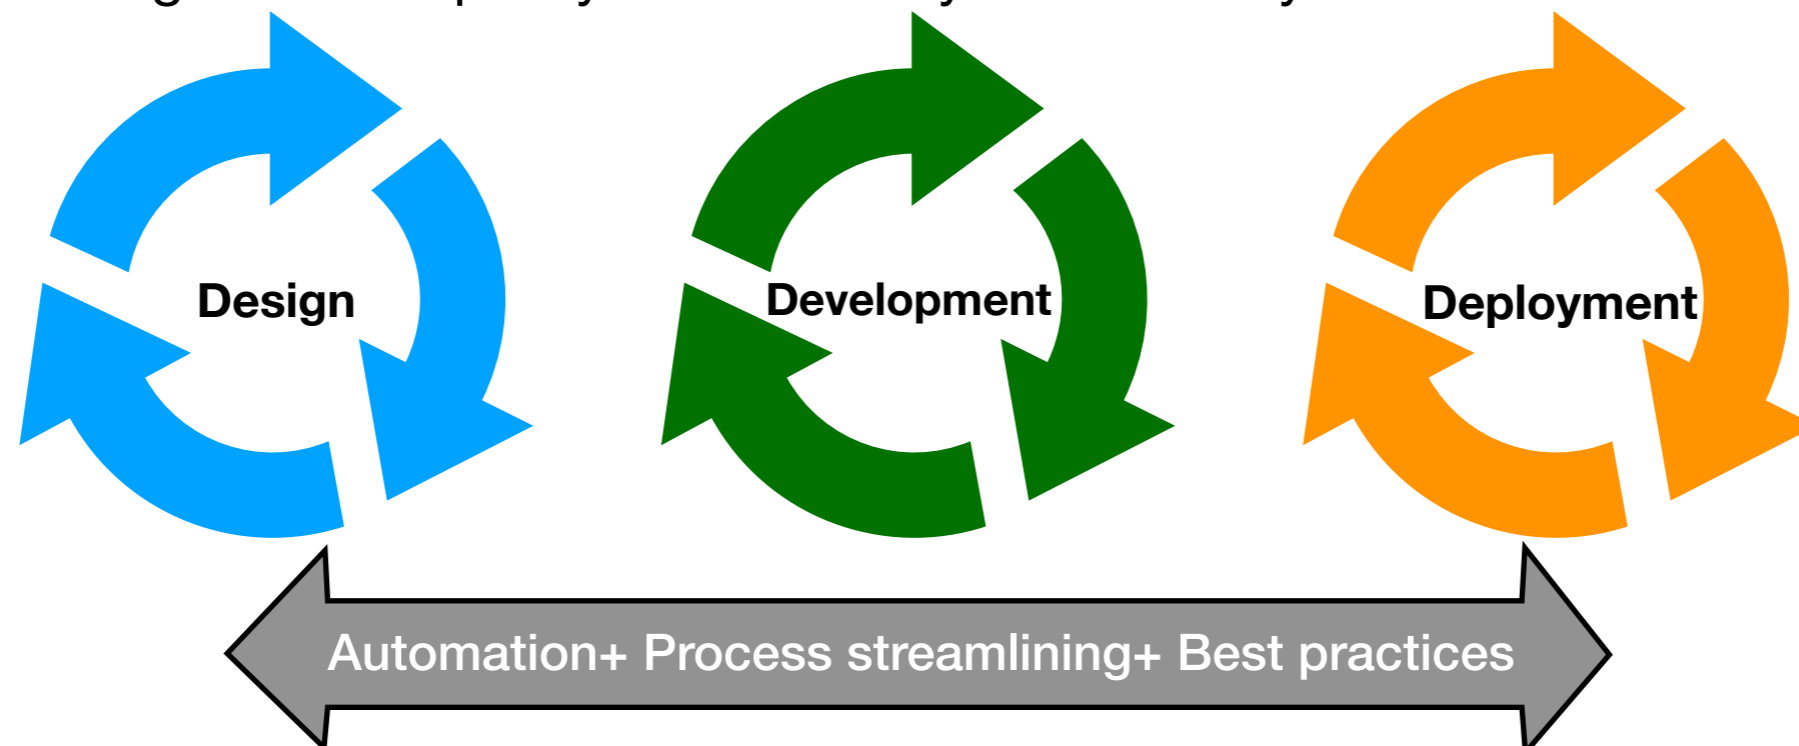 Design
Development
Deployment
Automation+ Process streamlining+ Best practices